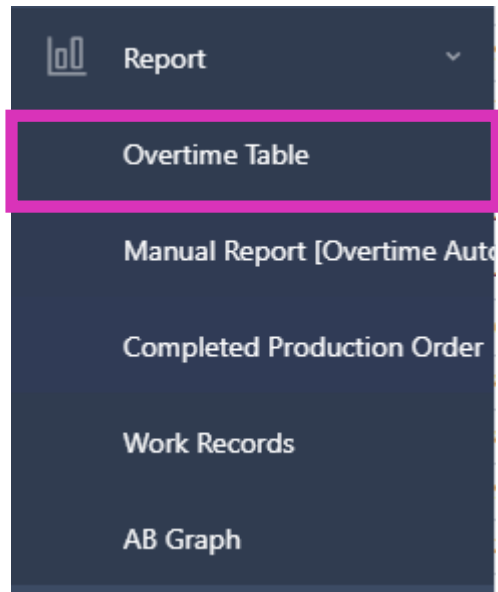 Report
Overtime Table
Manual Report [Overtime Auto
Completed Production Order
Work Records
AB Graph